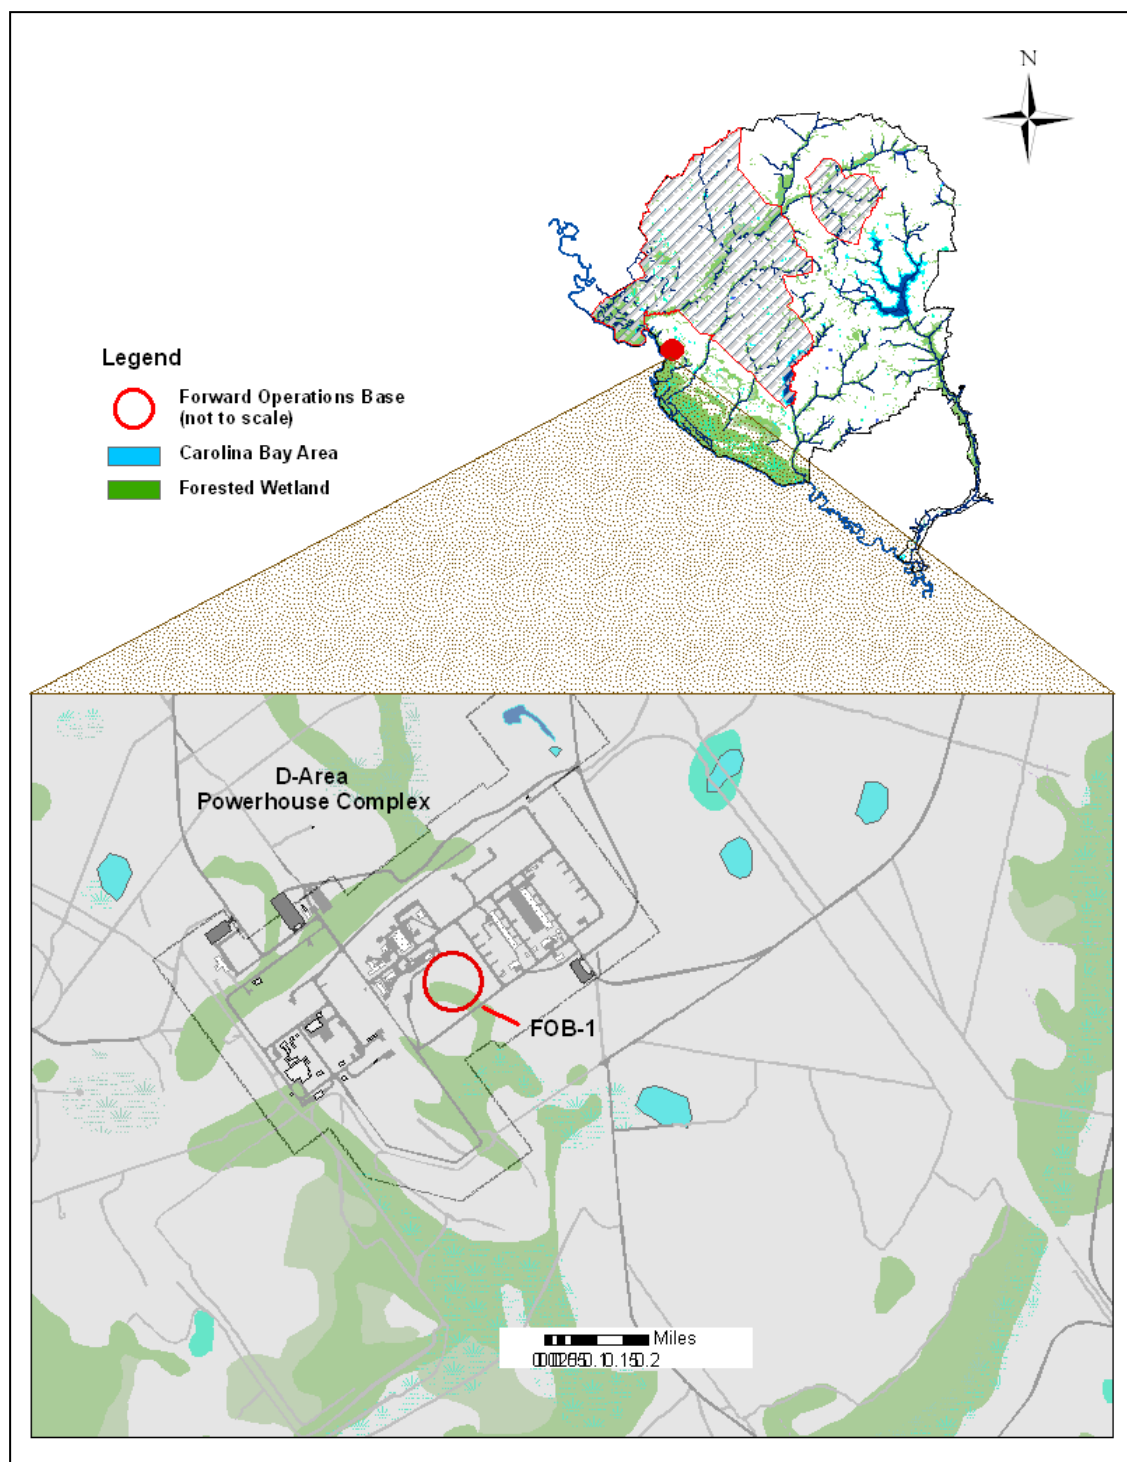 N
Legend
Forward Operations Base
(not to scale)
Carolina Bay Area
Forested Wetland
D-Area
Powerhouse Complex
FOB-1
Miles